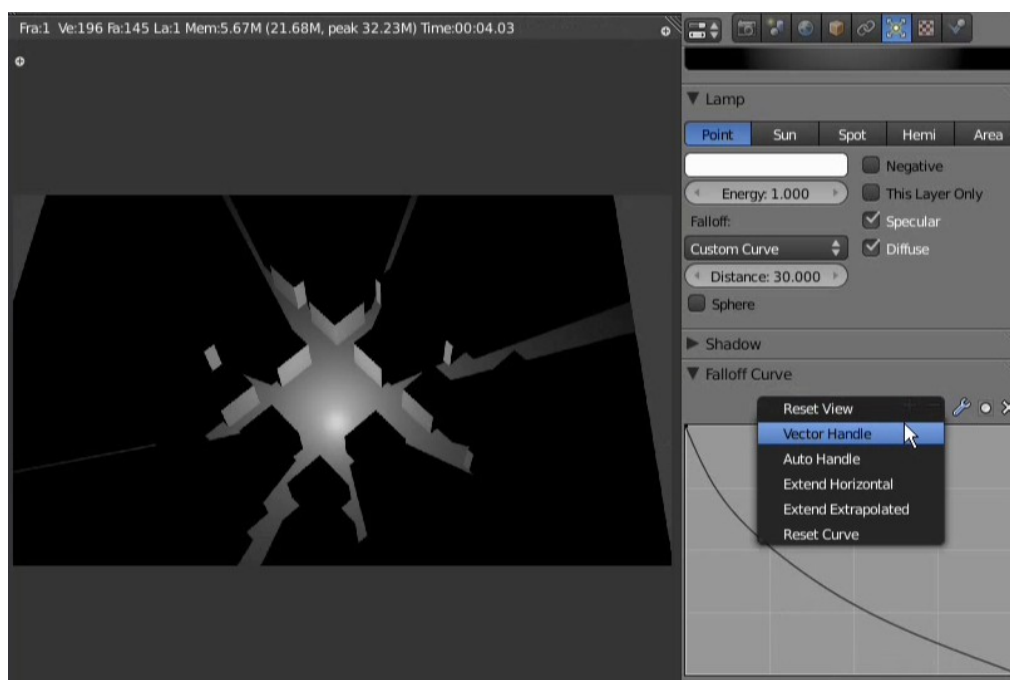 Fra:1 Ve:196 Fa:145 La:1 Mem:5.67M (21.68M, peak 32.23M) Time:00:04.03
Lamp
Point Sun Spot Hemi Area
Negative
Energy: 1.000 This Layer Only
Falloff: Specular
Custom Curve Diffuse
Distance: 30.000
Sphere
Shadow
Falloff Curve
Reset View
Vector Handle
Auto Handle
Extend Horizontal
Extend Extrapolated
Reset Curve